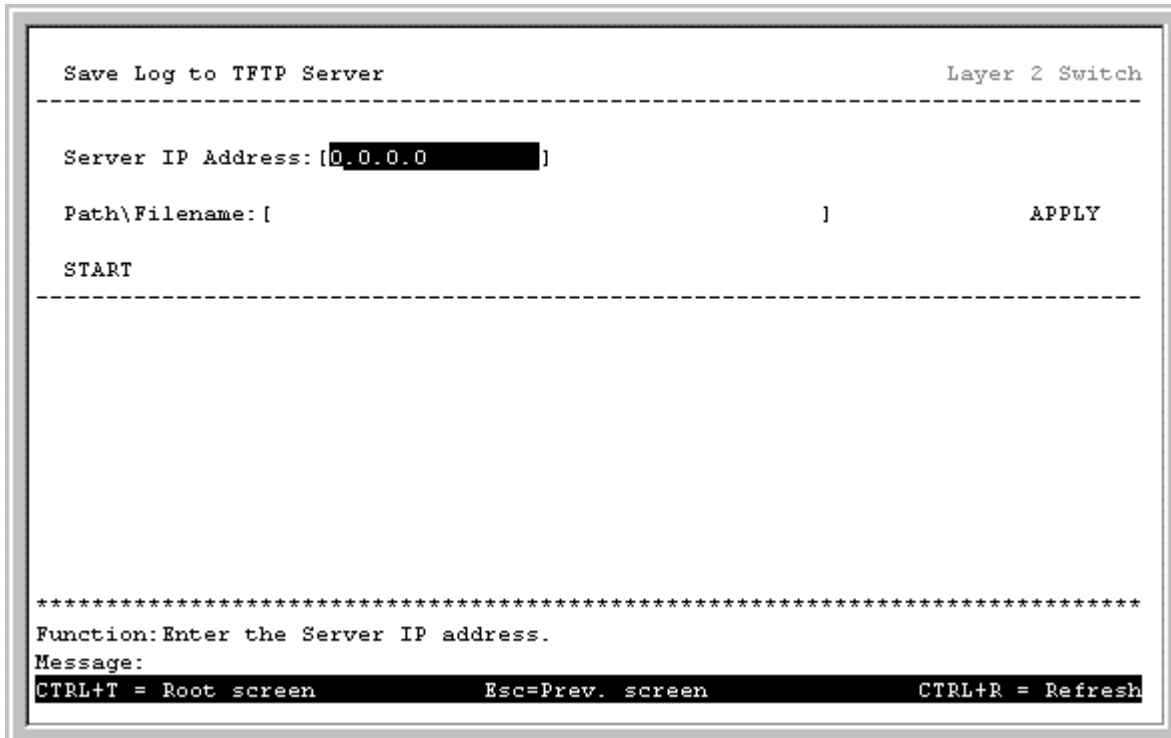 Save Log to TFTP Server Layer 2 Switch
--------------------------------------------------------------------------------
Server IP Address:[0.0.0.0 ]
Path\Filename:[ ] APPLY
START
--------------------------------------------------------------------------------
********************************************************************************
Function:Enter the Server IP address.
Message:
CTRL+T = Root screen Esc=Prev. screen CTRL+R = Refresh